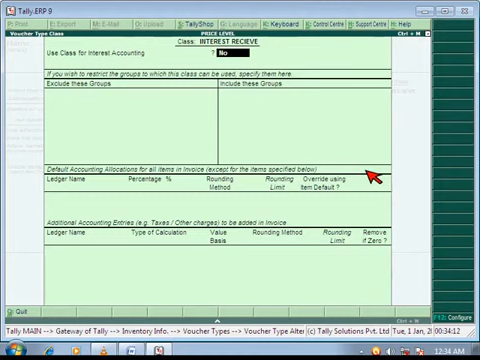 Tally.ERP 9
P: Print E: Export M: E-Mail O: Upload S: TallyShop G: Language K: Keyboard K: Control Centre H: Support Centre H: Help
Voucher Type Class PRICE LEVEL Ctrl + M
Class: INTEREST RECIEVE
Use Class for Interest Accounting ? No
If you wish to restrict the groups to which this class can be used, specify them here.
Exclude these Groups Include these Groups
Default Accounting Allocations for all items in Invoice (except for the items specified below)
Ledger Name Percentage % Rounding Rounding Override using
Method Limit Item Default ?
Additional Accounting Entries (e.g. Taxes / Other charges) to be added in Invoice
Ledger Name Type of Calculation Value Rounding Method Rounding Remove
Basis Limit if Zero ?
Q: Quit
Ctrl + M
F12: Configure
Tally MAIN --> Gateway of Tally --> Inventory Info. --> Voucher Types --> Voucher Type Alter (c) Tally Solutions Pvt. Ltd Tue, 1 Jan, 20 00:34:12
12:34 AM